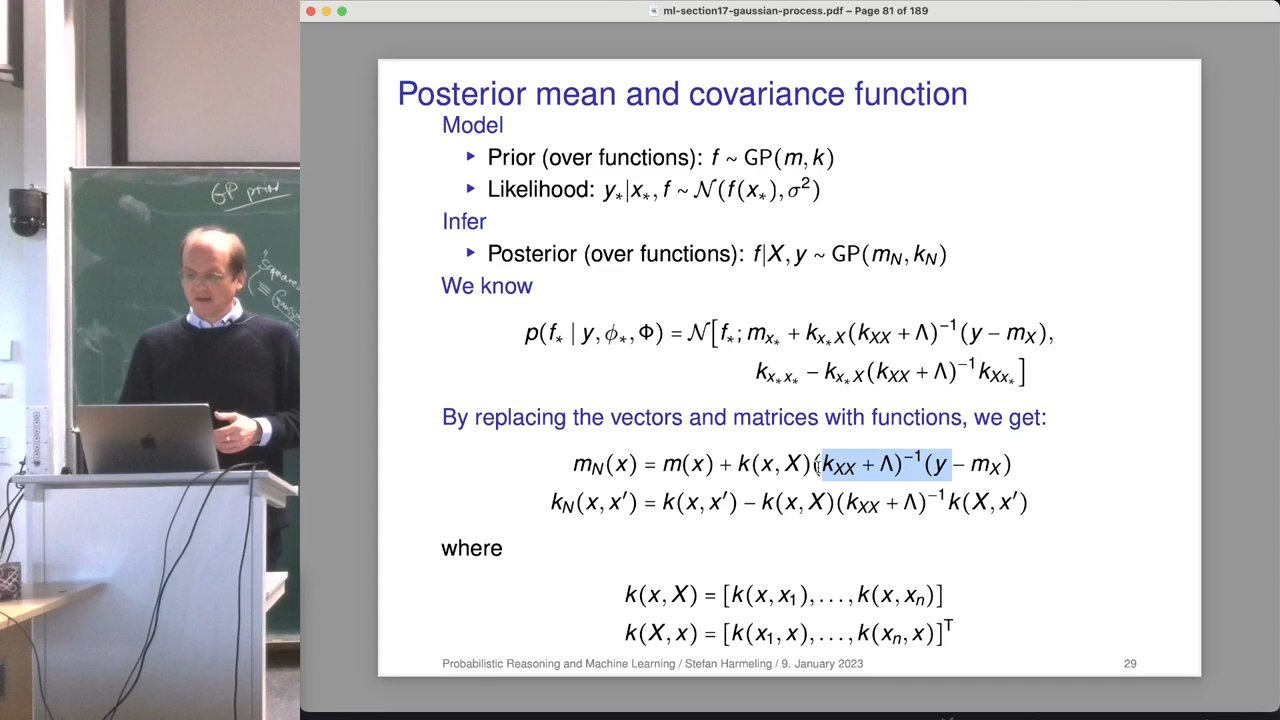 ml-section17-gaussian-process.pdf – Page 81 of 189
GP prior
Squared
≡ Gauss
Posterior mean and covariance function
Model
▸ Prior (over functions): f ~ GP(m, k)
▸ Likelihood: y∗|x∗, f ~ 𝒩(f(x∗), σ²)
Infer
▸ Posterior (over functions): f|X, y ~ GP(m_N, k_N)
We know
p(f∗ | y, ϕ∗, Φ) = 𝒩[f∗; m_{x∗} + k_{x∗X}(k_{XX} + Λ)⁻¹(y − m_X),
k_{x∗x∗} − k_{x∗X}(k_{XX} + Λ)⁻¹k_{Xx∗}]
By replacing the vectors and matrices with functions, we get:
m_N(x) = m(x) + k(x, X)(k_{XX} + Λ)⁻¹(y − m_X)
k_N(x, x′) = k(x, x′) − k(x, X)(k_{XX} + Λ)⁻¹k(X, x′)
where
k(x, X) = [k(x, x₁), . . . , k(x, xₙ)]
k(X, x) = [k(x₁, x), . . . , k(xₙ, x)]ᵀ
Probabilistic Reasoning and Machine Learning / Stefan Harmeling / 9. January 2023
29